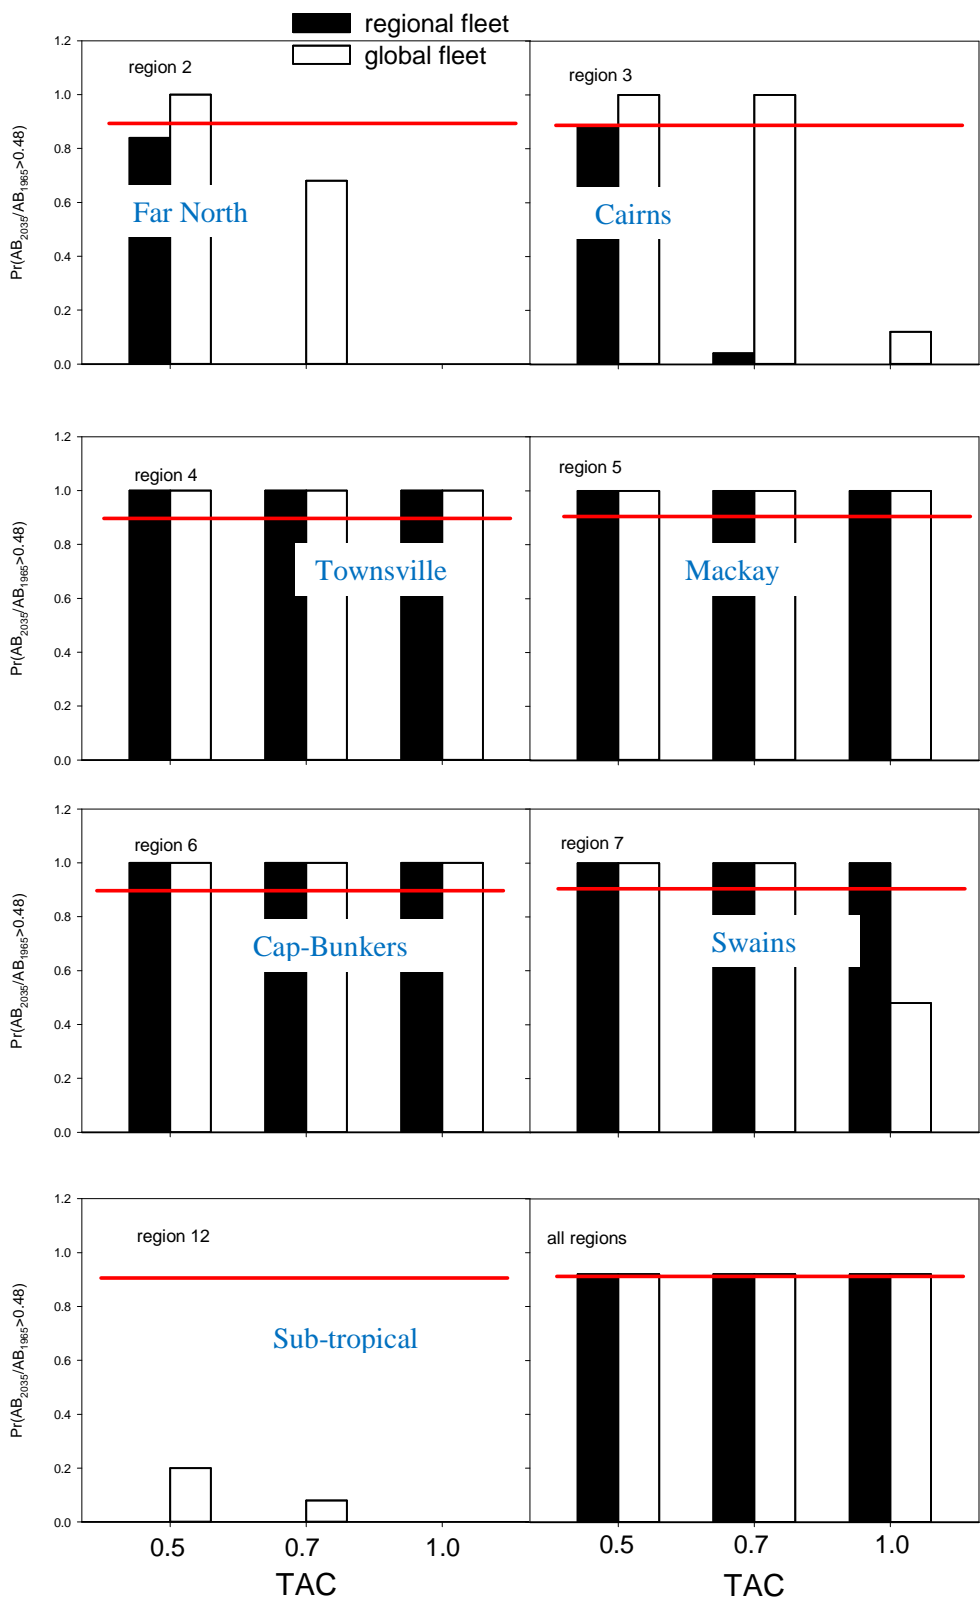 regional fleet
global fleet
Pr(AB2035/AB1965>0.48)
1.2
1.0
0.8
0.6
0.4
0.2
0.0
region 2
Far North
region 3
Cairns
Pr(AB2035/AB1965>0.48)
1.2
1.0
0.8
0.6
0.4
0.2
0.0
region 4
Townsville
region 5
Mackay
Pr(AB2035/AB1965>0.48)
1.2
1.0
0.8
0.6
0.4
0.2
0.0
region 6
Cap-Bunkers
region 7
Swains
Pr(AB2035/AB1965>0.48)
1.2
1.0
0.8
0.6
0.4
0.2
0.0
region 12
Sub-tropical
all regions
0.5 0.7 1.0
TAC
0.5 0.7 1.0
TAC